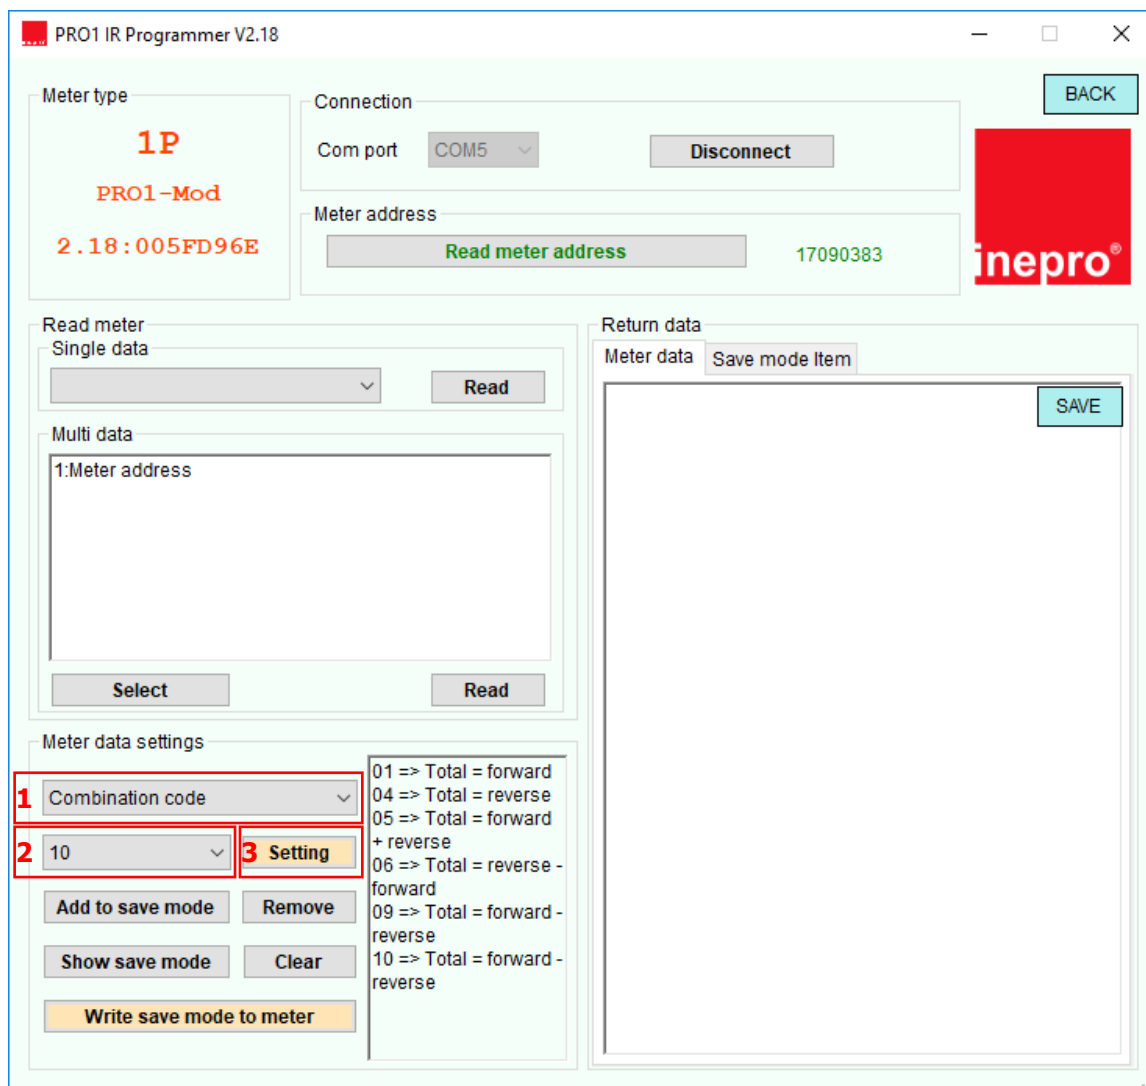 PRO1 IR Programmer V2.18
BACK
Meter type
1P
PRO1-Mod
2.18:005FD96E
Connection
Com port COM5 Disconnect
Meter address
Read meter address 17090383
inepro®
Read meter
Single data
Read
Multi data
1:Meter address
Select Read
Return data
Meter data Save mode Item
SAVE
Meter data settings
1 Combination code
2 10 3 Setting
Add to save mode Remove
Show save mode Clear
Write save mode to meter
01 => Total = forward
04 => Total = reverse
05 => Total = forward
+ reverse
06 => Total = reverse -
forward
09 => Total = forward -
reverse
10 => Total = forward -
reverse